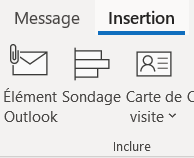 Message Insertion
Élément Sondage Carte de
Outlook visite
Inclure